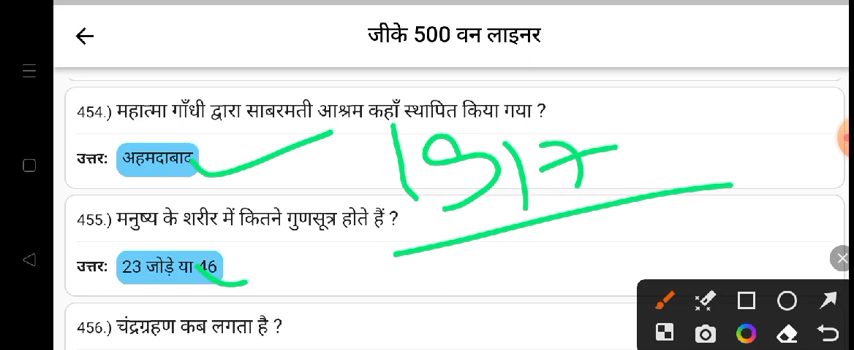 जीके 500 वन लाइनर
454.) महात्मा गाँधी द्वारा साबरमती आश्रम कहाँ स्थापित किया गया ?
उत्तर: अहमदाबाद
1917
455.) मनुष्य के शरीर में कितने गुणसूत्र होते हैं ?
उत्तर: 23 जोड़े या 46
456.) चंद्रग्रहण कब लगता है ?